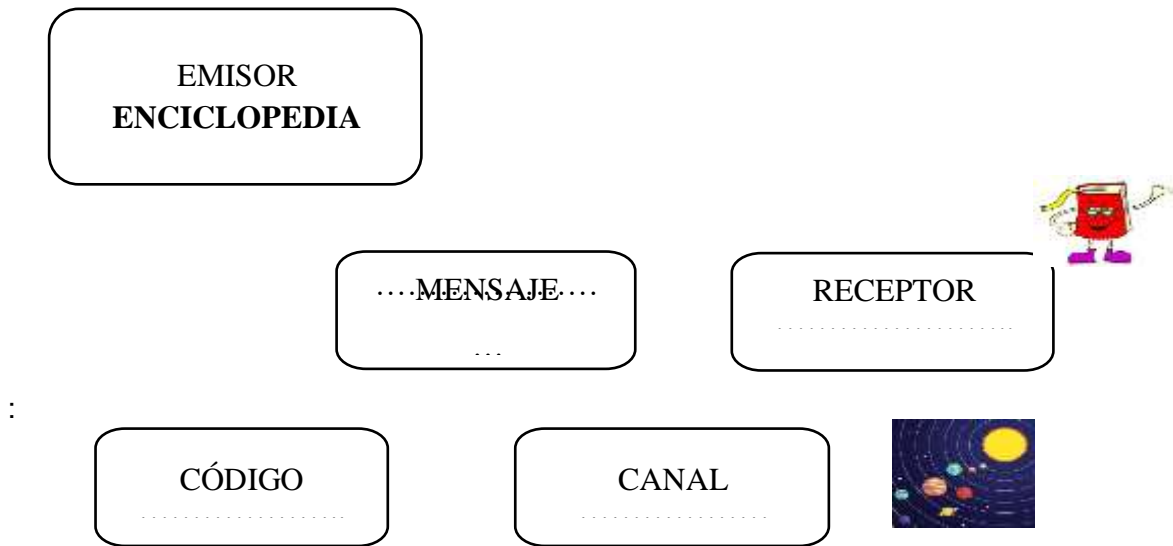 EMISOR
ENCICLOPEDIA
....MENSAJE....
...
RECEPTOR
.......................
:
CÓDIGO
....................
CANAL
..................